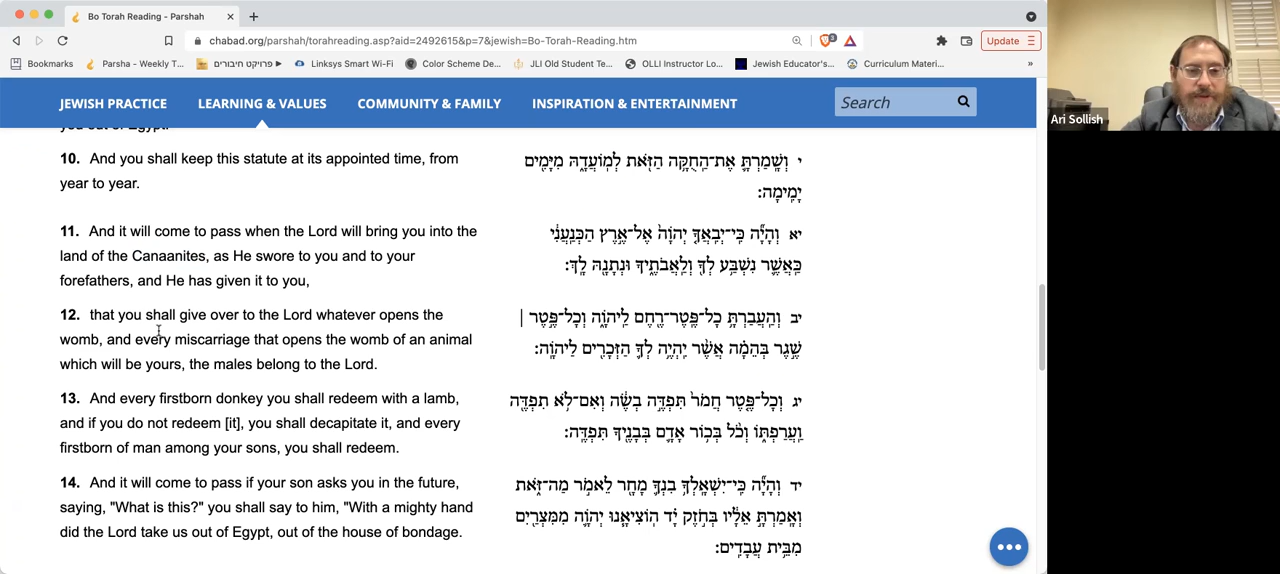 Bo Torah Reading - Parshah
chabad.org/parshah/torahreading.asp?aid=2492615&p=7&jewish=Bo-Torah-Reading.htm
3
Update
Bookmarks
Parsha - Weekly T...
פרויקט חיבורים
Linksys Smart Wi-Fi
Color Scheme De...
JLI Old Student Te...
OLLI Instructor Lo...
Jewish Educator's...
Curriculum Materi...
»
JEWISH PRACTICE
LEARNING & VALUES
COMMUNITY & FAMILY
INSPIRATION & ENTERTAINMENT
Search
Ari Sollish
you out of Egypt.
10. And you shall keep this statute at its appointed time, from
year to year.
י וְשָׁמַרְתָּ֛ אֶת־הַֽחֻקָּ֥ה הַזֹּ֖את לְמֽוֹעֲדָ֑הּ מִיָּמִ֖ים
יָמִֽימָה׃
11. And it will come to pass when the Lord will bring you into the
land of the Canaanites, as He swore to you and to your
forefathers, and He has given it to you,
יא וְהָיָ֞ה כִּֽי־יְבִֽאֲךָ֤ יְהֹוָה֙ אֶל־אֶ֣רֶץ הַכְּנַֽעֲנִ֔י
כַּֽאֲשֶׁ֛ר נִשְׁבַּ֥ע לְךָ֖ וְלַֽאֲבֹתֶ֑יךָ וּנְתָנָ֖הּ לָֽךְ׃
12. that you shall give over to the Lord whatever opens the
womb, and every miscarriage that opens the womb of an animal
which will be yours, the males belong to the Lord.
יב וְהַֽעֲבַרְתָּ֥ כָל־פֶּֽטֶר־רֶ֖חֶם לַֽיהֹוָ֑ה וְכָל־פֶּ֣טֶר |
שֶׁ֣גֶר בְּהֵמָ֗ה אֲשֶׁ֨ר יִֽהְיֶ֥ה לְךָ֛ הַזְּכָרִ֖ים לַֽיהֹוָֽה׃
13. And every firstborn donkey you shall redeem with a lamb,
and if you do not redeem [it], you shall decapitate it, and every
firstborn of man among your sons, you shall redeem.
יג וְכָל־פֶּ֤טֶר חֲמֹר֙ תִּפְדֶּ֣ה בְשֶׂ֔ה וְאִם־לֹ֥א תִפְדֶּ֖ה
וַֽעֲרַפְתּ֑וֹ וְכֹ֨ל בְּכ֥וֹר אָדָ֛ם בְּבָנֶ֖יךָ תִּפְדֶּֽה׃
14. And it will come to pass if your son asks you in the future,
saying, "What is this?" you shall say to him, "With a mighty hand
did the Lord take us out of Egypt, out of the house of bondage.
יד וְהָיָ֞ה כִּֽי־יִשְׁאָֽלְךָ֥ בִנְךָ֛ מָחָ֖ר לֵאמֹ֣ר מַה־זֹּ֑את
וְאָֽמַרְתָּ֣ אֵלָ֔יו בְּחֹ֣זֶק יָ֗ד הֽוֹצִיאָ֧נוּ יְהֹוָ֛ה מִמִּצְרַ֖יִם
מִבֵּ֥ית עֲבָדִֽים׃